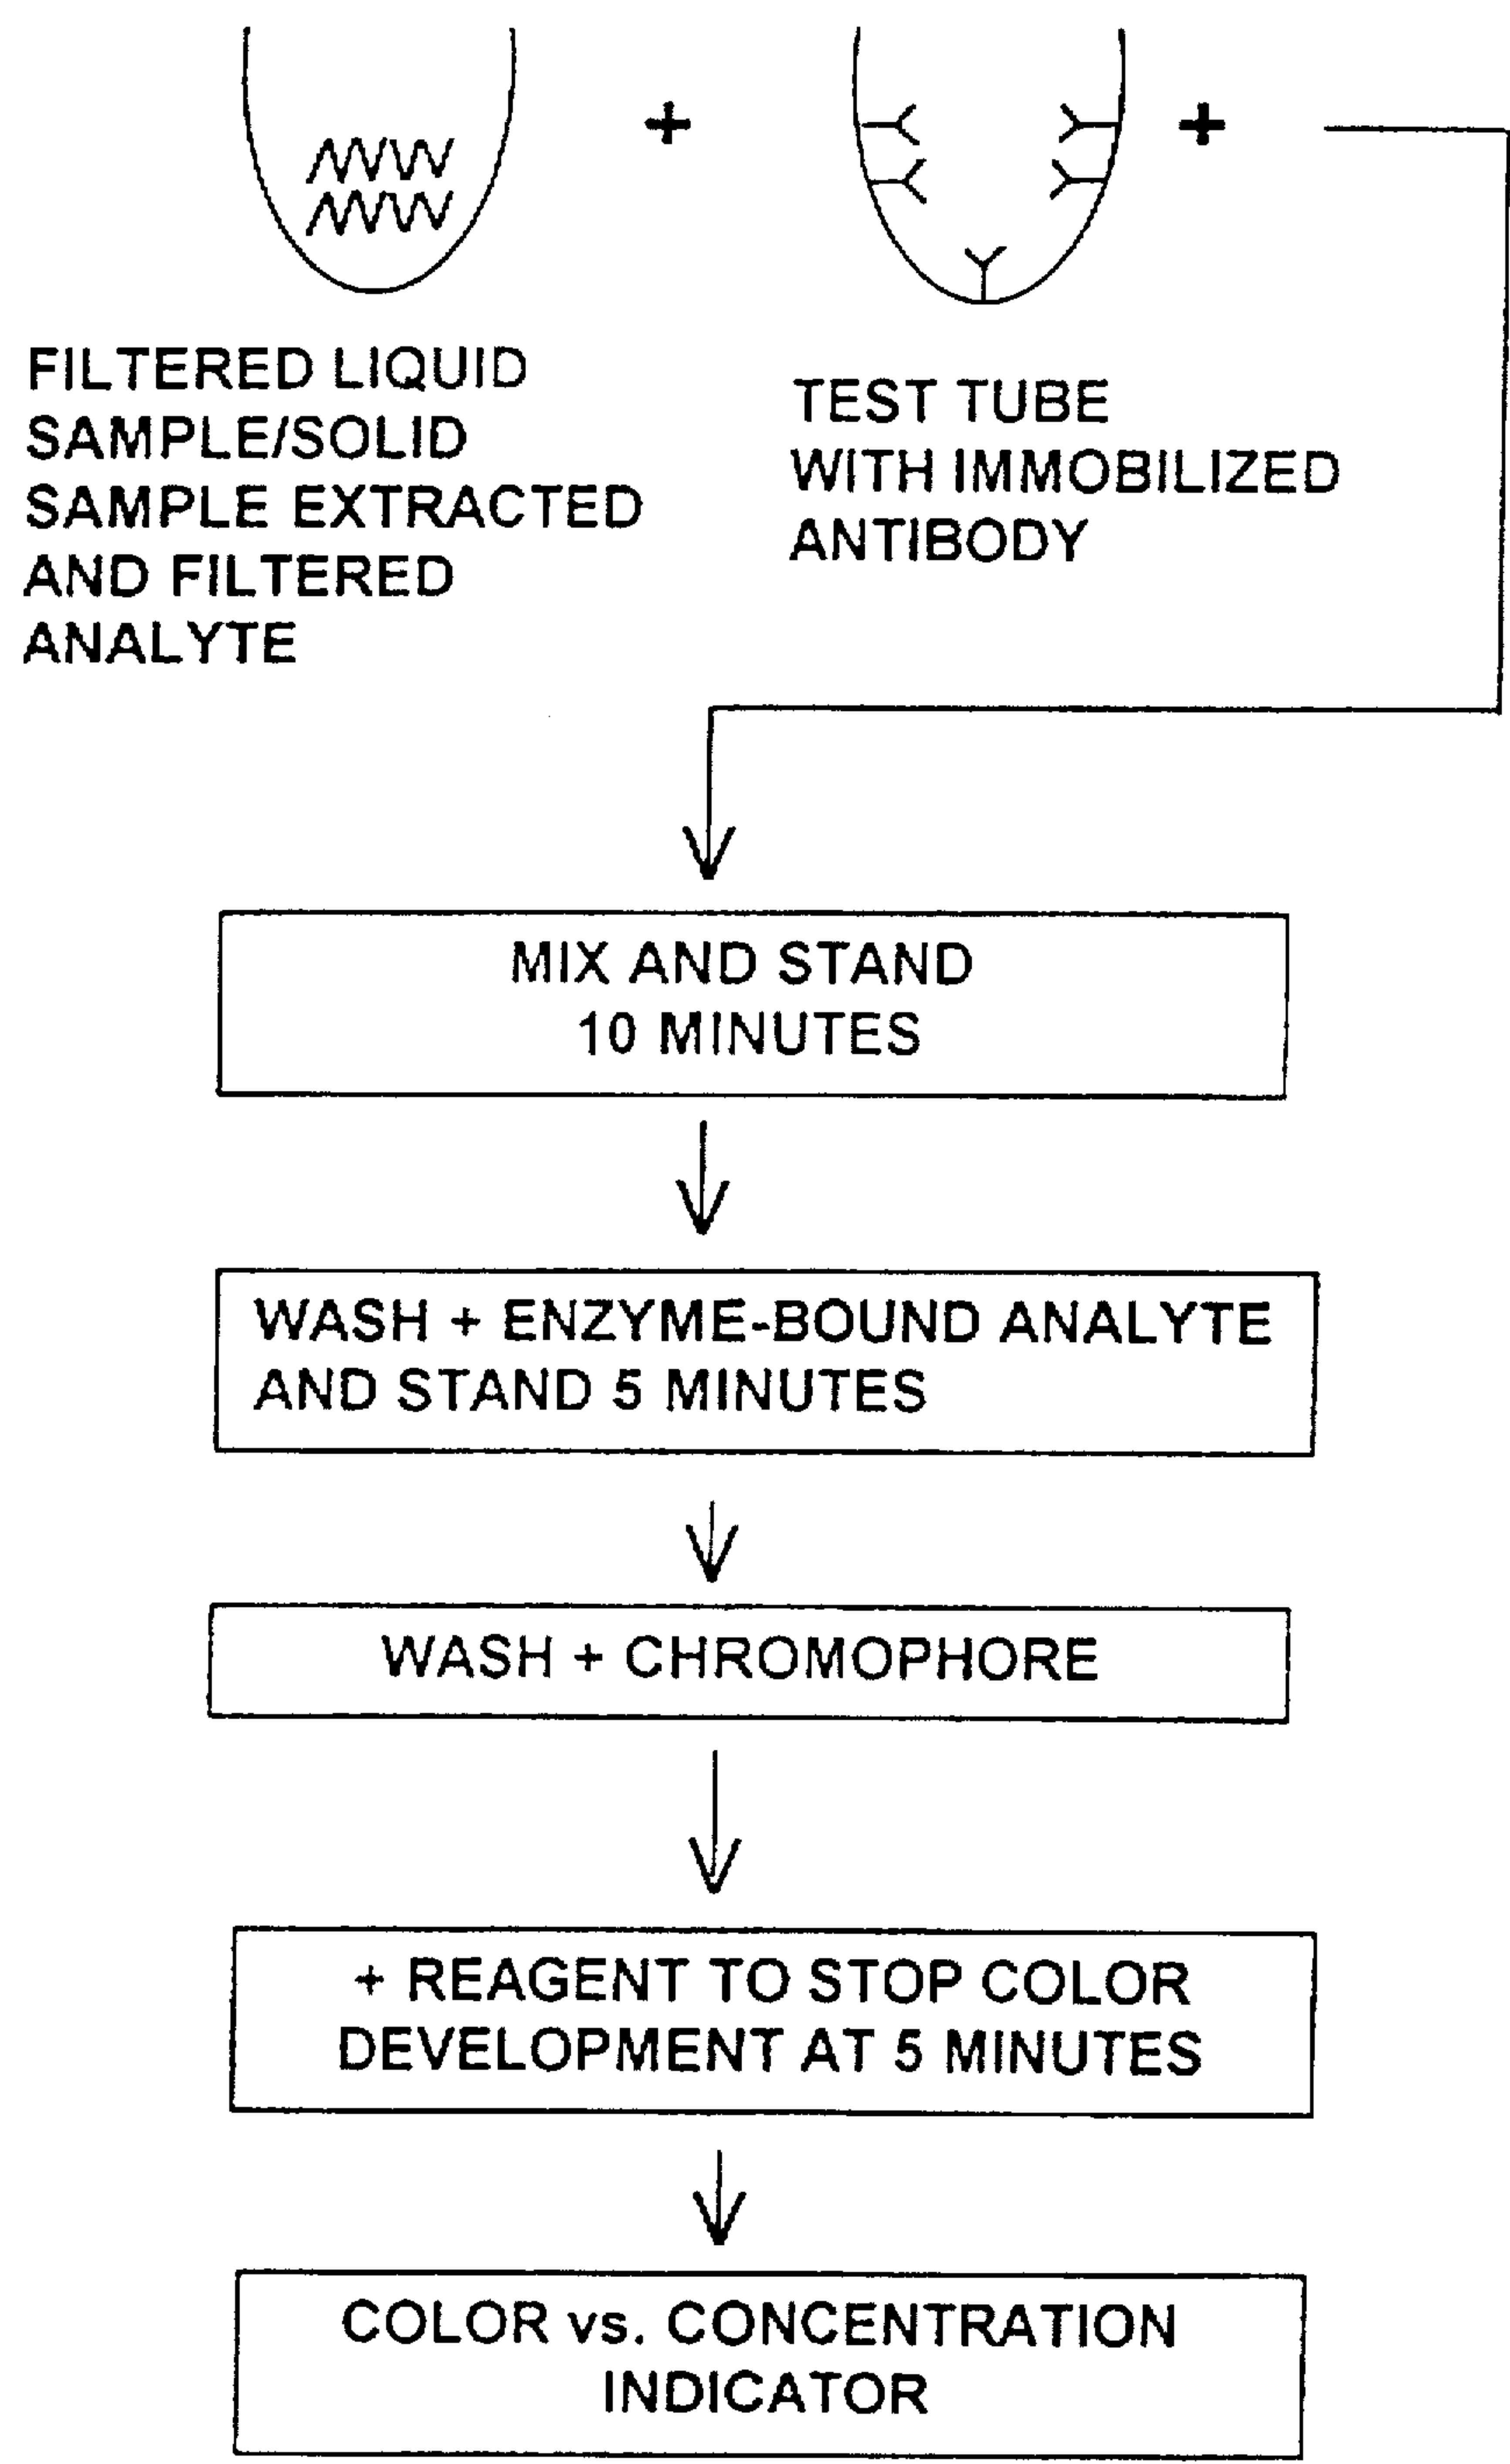 +
+
FILTERED LIQUID
SAMPLE/SOLID
SAMPLE EXTRACTED
AND FILTERED
ANALYTE
TEST TUBE
WITH IMMOBILIZED
ANTIBODY
MIX AND STAND
10 MINUTES
WASH + ENZYME-BOUND ANALYTE
AND STAND 5 MINUTES
WASH + CHROMOPHORE
+ REAGENT TO STOP COLOR
DEVELOPMENT AT 5 MINUTES
COLOR vs. CONCENTRATION
INDICATOR